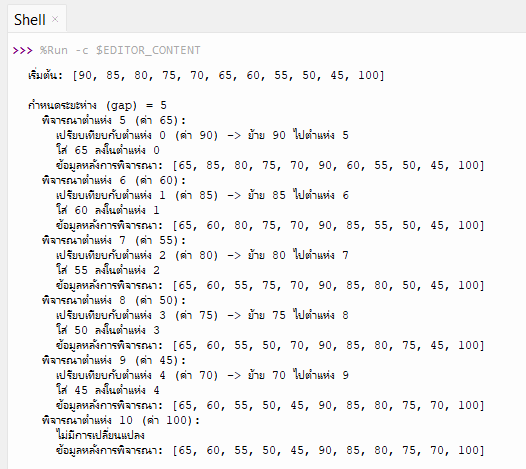 Shell ×
>>> %Run -c $EDITOR_CONTENT
เริ่มต้น: [90, 85, 80, 75, 70, 65, 60, 55, 50, 45, 100]
กำหนดระยะห่าง (gap) = 5
พิจารณาตำแหน่ง 5 (ค่า 65):
เปรียบเทียบกับตำแหน่ง 0 (ค่า 90) -> ย้าย 90 ไปตำแหน่ง 5
ใส่ 65 ลงในตำแหน่ง 0
ข้อมูลหลังการพิจารณา: [65, 85, 80, 75, 70, 90, 60, 55, 50, 45, 100]
พิจารณาตำแหน่ง 6 (ค่า 60):
เปรียบเทียบกับตำแหน่ง 1 (ค่า 85) -> ย้าย 85 ไปตำแหน่ง 6
ใส่ 60 ลงในตำแหน่ง 1
ข้อมูลหลังการพิจารณา: [65, 60, 80, 75, 70, 90, 85, 55, 50, 45, 100]
พิจารณาตำแหน่ง 7 (ค่า 55):
เปรียบเทียบกับตำแหน่ง 2 (ค่า 80) -> ย้าย 80 ไปตำแหน่ง 7
ใส่ 55 ลงในตำแหน่ง 2
ข้อมูลหลังการพิจารณา: [65, 60, 55, 75, 70, 90, 85, 80, 50, 45, 100]
พิจารณาตำแหน่ง 8 (ค่า 50):
เปรียบเทียบกับตำแหน่ง 3 (ค่า 75) -> ย้าย 75 ไปตำแหน่ง 8
ใส่ 50 ลงในตำแหน่ง 3
ข้อมูลหลังการพิจารณา: [65, 60, 55, 50, 70, 90, 85, 80, 75, 45, 100]
พิจารณาตำแหน่ง 9 (ค่า 45):
เปรียบเทียบกับตำแหน่ง 4 (ค่า 70) -> ย้าย 70 ไปตำแหน่ง 9
ใส่ 45 ลงในตำแหน่ง 4
ข้อมูลหลังการพิจารณา: [65, 60, 55, 50, 45, 90, 85, 80, 75, 70, 100]
พิจารณาตำแหน่ง 10 (ค่า 100):
ไม่มีการเปลี่ยนแปลง
ข้อมูลหลังการพิจารณา: [65, 60, 55, 50, 45, 90, 85, 80, 75, 70, 100]